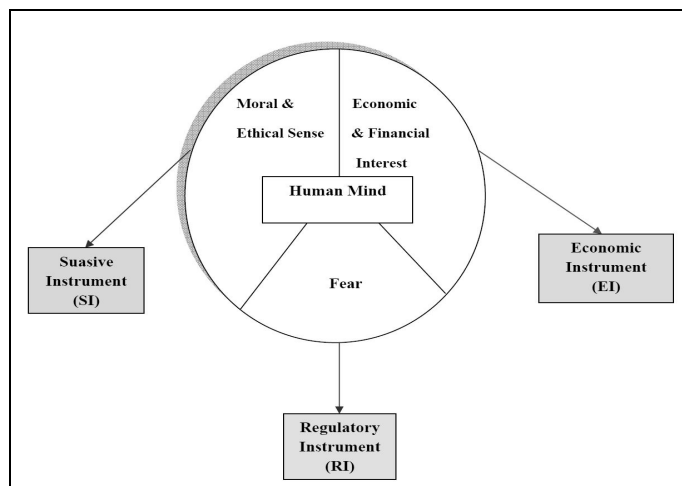 Moral &
Ethical Sense
Economic
& Financial
Interest
Human Mind
Fear
Suasive
Instrument
(SI)
Economic
Instrument
(EI)
Regulatory
Instrument
(RI)